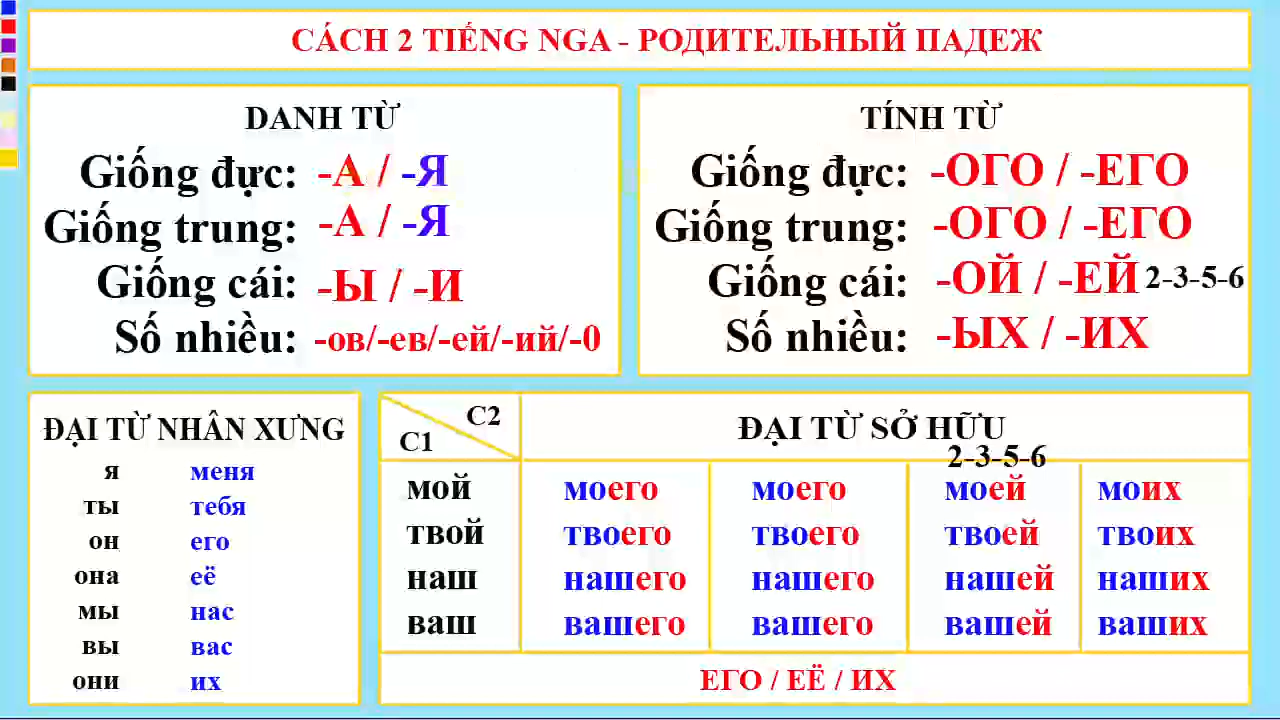 CÁCH 2 TIẾNG NGA - РОДИТЕЛЬНЫЙ ПАДЕЖ
DANH TỪ
Giống đực: -А / -Я
Giống trung: -А / -Я
Giống cái: -Ы / -И
Số nhiều: -ов/-ев/-ей/-ий/-0
TÍNH TỪ
Giống đực: -ОГО / -ЕГО
Giống trung: -ОГО / -ЕГО
Giống cái: -ОЙ / -ЕЙ 2-3-5-6
Số nhiều: -ЫХ / -ИХ
ĐẠI TỪ NHÂN XƯNG
я меня
ты тебя
он его
она её
мы нас
вы вас
они их
C2
C1
ĐẠI TỪ SỞ HỮU
2-3-5-6
мой моего моего моей моих
твой твоего твоего твоей твоих
наш нашего нашего нашей наших
ваш вашего вашего вашей ваших
ЕГО / ЕЁ / ИХ